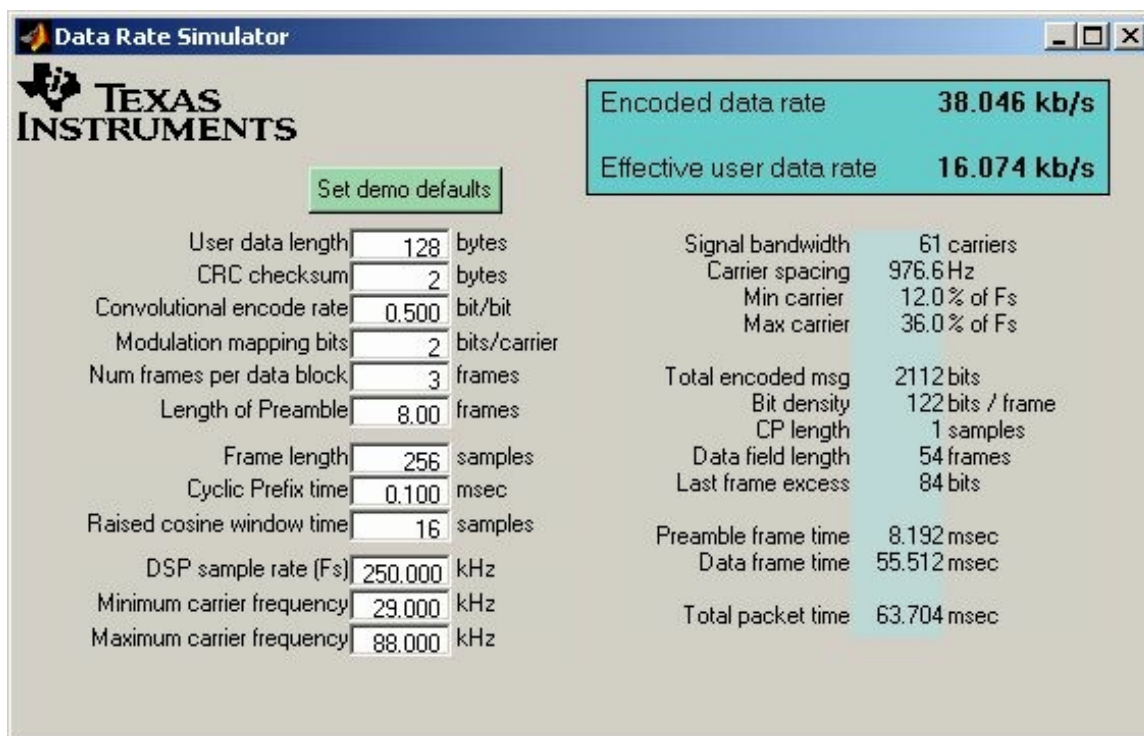 Data Rate Simulator
TEXAS
INSTRUMENTS
Encoded data rate 38.046 kb/s
Effective user data rate 16.074 kb/s
Set demo defaults
User data length 128 bytes
CRC checksum 2 bytes
Convolutional encode rate 0.500 bit/bit
Modulation mapping bits 2 bits/carrier
Num frames per data block 3 frames
Length of Preamble 8.00 frames
Frame length 256 samples
Cyclic Prefix time 0.100 msec
Raised cosine window time 16 samples
DSP sample rate (Fs) 250.000 kHz
Minimum carrier frequency 29.000 kHz
Maximum carrier frequency 88.000 kHz
Signal bandwidth 61 carriers
Carrier spacing 976.6 Hz
Min carrier 12.0 % of Fs
Max carrier 36.0 % of Fs
Total encoded msg 2112 bits
Bit density 122 bits / frame
CP length 1 samples
Data field length 54 frames
Last frame excess 84 bits
Preamble frame time 8.192 msec
Data frame time 55.512 msec
Total packet time 63.704 msec